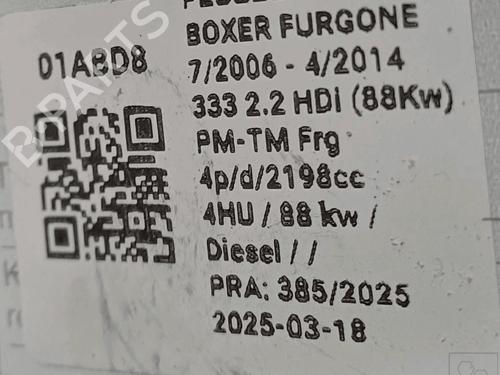 01ABD8
BOXER FURGONE
7/2006 - 4/2014
333 2.2 HDi (88Kw)
PM-TM Frg
4p/d/2198cc
4HU / 88 kw /
Diesel / /
PRA: 385/2025
2025-03-18
B-PARTS